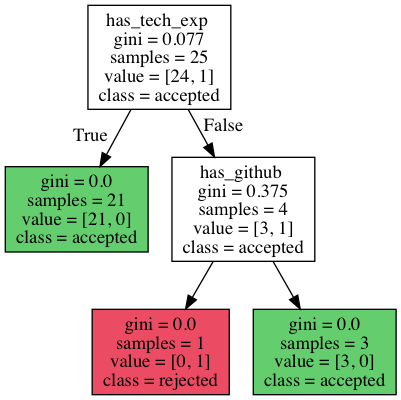 has_tech_exp
gini = 0.077
samples = 25
value = [24, 1]
class = accepted
True
False
gini = 0.0
samples = 21
value = [21, 0]
class = accepted
has_github
gini = 0.375
samples = 4
value = [3, 1]
class = accepted
gini = 0.0
samples = 1
value = [0, 1]
class = rejected
gini = 0.0
samples = 3
value = [3, 0]
class = accepted